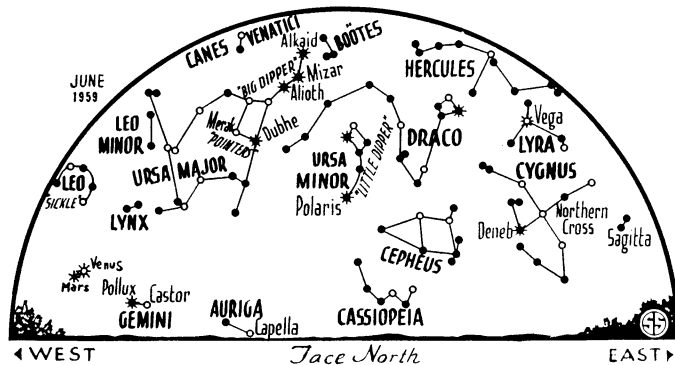 CANES VENATICI
Alkaid
BOÖTES
HERCULES
JUNE
1959
"BIG DIPPER"
Mizar
Alioth
LEO
MINOR
Merak
"POINTERS"
Dubhe
DRACO
Vega
LYRA
CYGNUS
URSA MAJOR
URSA
MINOR
"LITTLE DIPPER"
Polaris
LEO
SICKLE
LYNX
Deneb
Northern
Cross
Sagitta
CEPHEUS
Venus
Mars
Pollux
Castor
GEMINI
AURIGA
Capella
CASSIOPEIA
WEST
Face North
EAST